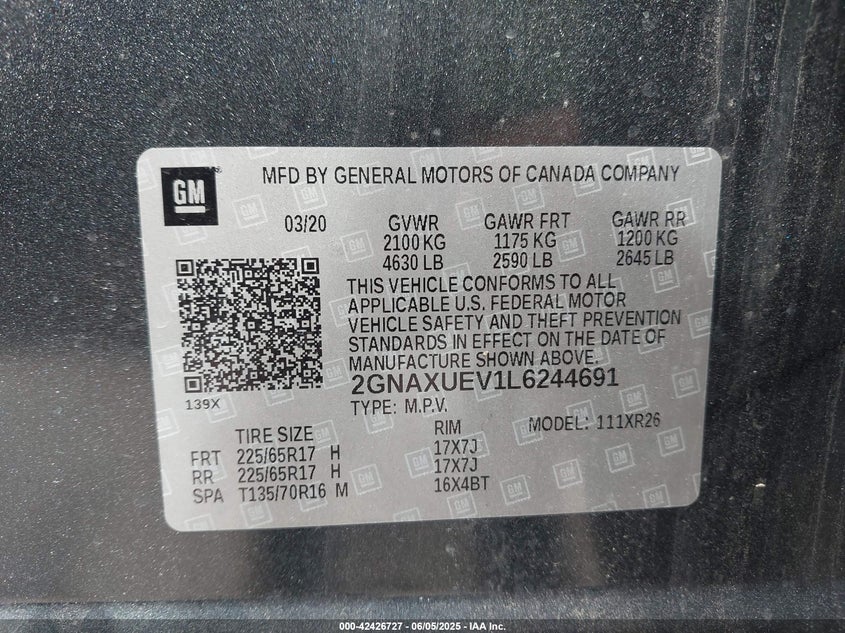 GM
MFD BY GENERAL MOTORS OF CANADA COMPANY
03/20 GVWR GAWR FRT GAWR RR
2100 KG 1175 KG 1200 KG
4630 LB 2590 LB 2645 LB
THIS VEHICLE CONFORMS TO ALL
APPLICABLE U.S. FEDERAL MOTOR
VEHICLE SAFETY AND THEFT PREVENTION
STANDARDS IN EFFECT ON THE DATE OF
MANUFACTURE SHOWN ABOVE.
2GNAXUEV1L6244691
139X
TYPE: M.P.V. MODEL: 111XR26
TIRE SIZE RIM
FRT 225/65R17 H 17X7J
RR 225/65R17 H 17X7J
SPA T135/70R16 M 16X4BT
000-42426727 - 06/05/2025 - IAA Inc.